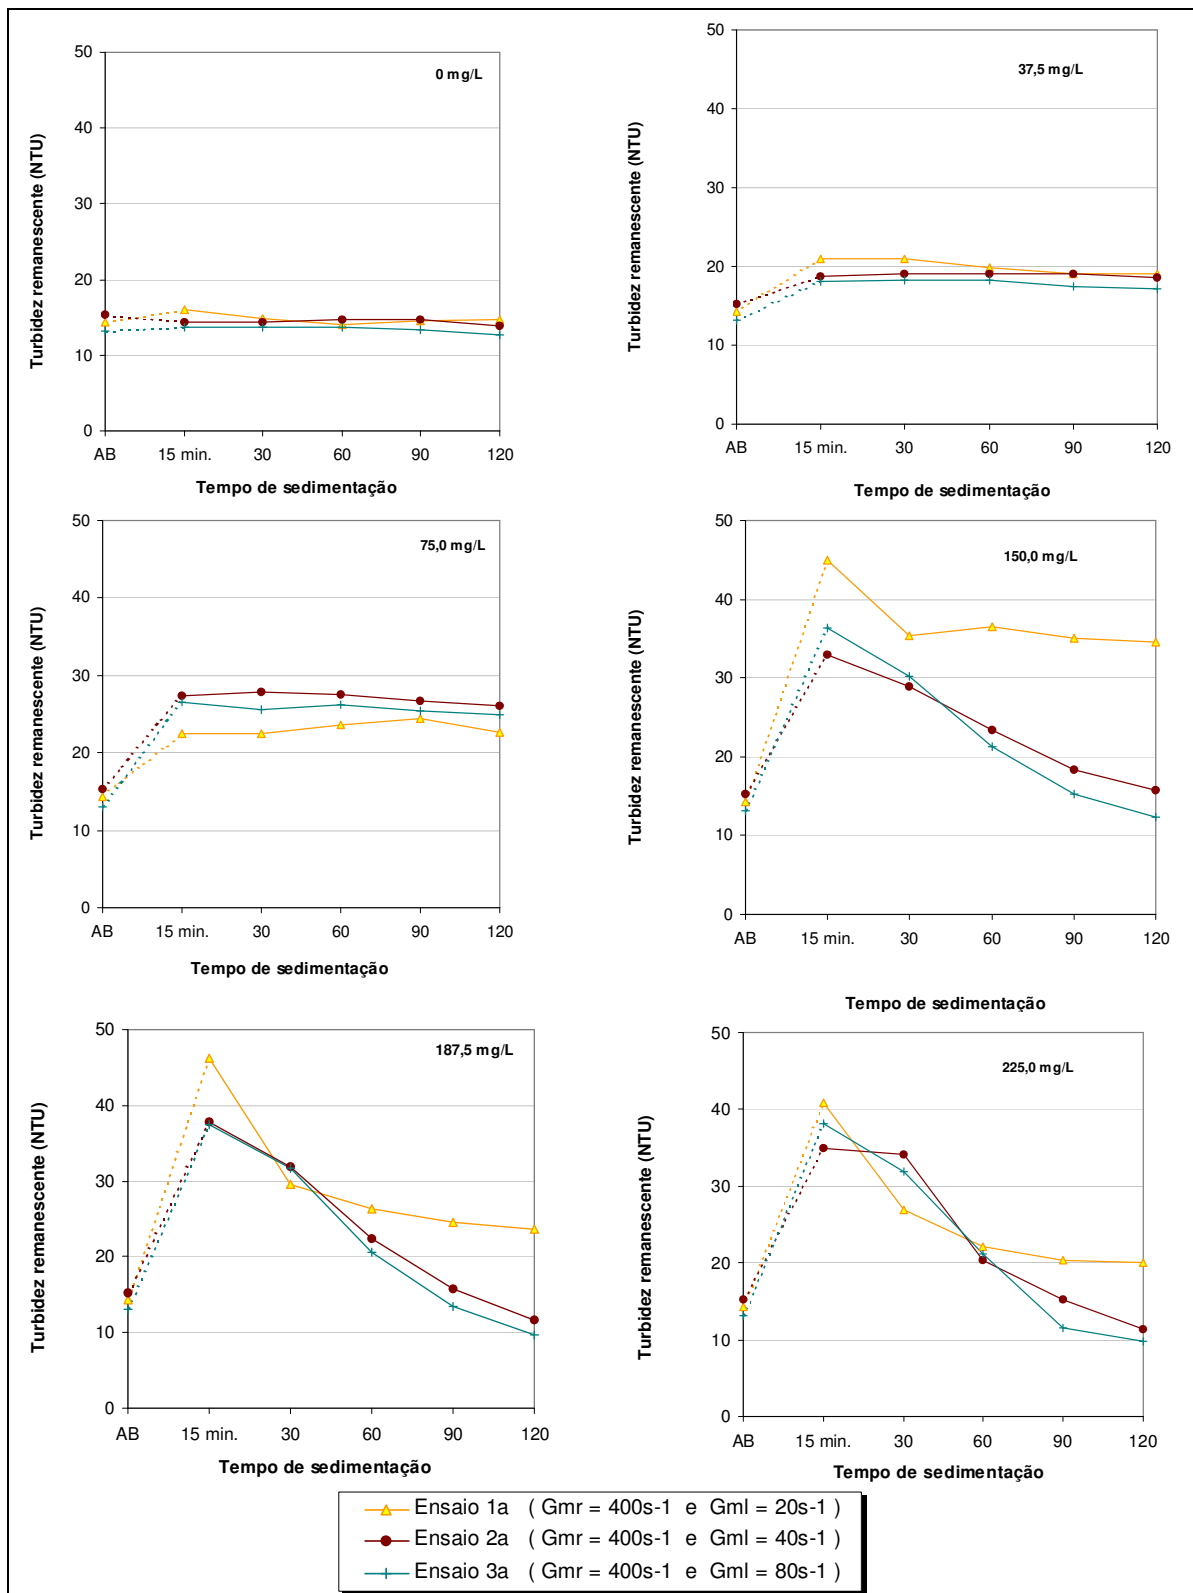 0 mg/L
Turbidez remanescente (NTU)
50
40
30
20
10
0
AB 15 min. 30 60 90 120
Tempo de sedimentação
37,5 mg/L
Turbidez remanescente (NTU)
50
40
30
20
10
0
AB 15 min. 30 60 90 120
Tempo de sedimentação
75,0 mg/L
Turbidez remanescente (NTU)
50
40
30
20
10
0
AB 15 min. 30 60 90 120
Tempo de sedimentação
150,0 mg/L
Turbidez remanescente (NTU)
50
40
30
20
10
0
AB 15 min. 30 60 90 120
Tempo de sedimentação
187,5 mg/L
Turbidez remanescente (NTU)
50
40
30
20
10
0
AB 15 min. 30 60 90 120
Tempo de sedimentação
225,0 mg/L
Turbidez remanescente (NTU)
50
40
30
20
10
0
AB 15 min. 30 60 90 120
Tempo de sedimentação
Ensaio 1a ( Gmr = 400s-1 e Gml = 20s-1 )
Ensaio 2a ( Gmr = 400s-1 e Gml = 40s-1 )
Ensaio 3a ( Gmr = 400s-1 e Gml = 80s-1 )